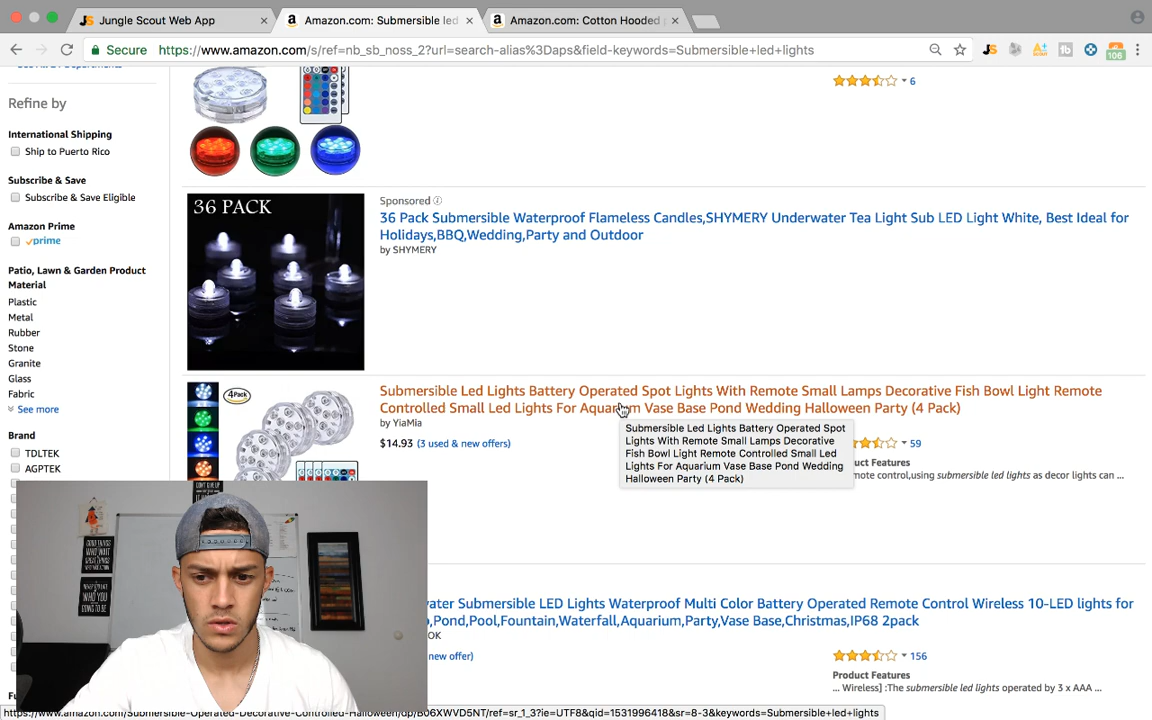 Jungle Scout Web App
Amazon.com: Submersible led
Amazon.com: Cotton Hooded
Secure
https://www.amazon.com/s/ref=nb_sb_noss_2?url=search-alias%3Daps&field-keywords=Submersible+led+lights
JS
106
Refine by
International Shipping
Ship to Puerto Rico
Subscribe & Save
Subscribe & Save Eligible
Amazon Prime
prime
Patio, Lawn & Garden Product
Material
Plastic
Metal
Rubber
Stone
Granite
Glass
Fabric
See more
Brand
TDLTEK
AGPTEK
6
36 PACK
Sponsored
36 Pack Submersible Waterproof Flameless Candles,SHYMERY Underwater Tea Light Sub LED Light White, Best Ideal for
Holidays,BBQ,Wedding,Party and Outdoor
by SHYMERY
4Pack
Submersible Led Lights Battery Operated Spot Lights With Remote Small Lamps Decorative Fish Bowl Light Remote
Controlled Small Led Lights For Aquarium Vase Base Pond Wedding Halloween Party (4 Pack)
by YiaMia
$14.93 (3 used & new offers)
59
Submersible Led Lights Battery Operated Spot
Lights With Remote Small Lamps Decorative
Fish Bowl Light Remote Controlled Small Led
Lights For Aquarium Vase Base Pond Wedding
Halloween Party (4 Pack)
uct Features
mote control,using submersible led lights as decor lights can ...
water Submersible LED Lights Waterproof Multi Color Battery Operated Remote Control Wireless 10-LED lights for
,Pond,Pool,Fountain,Waterfall,Aquarium,Party,Vase Base,Christmas,IP68 2pack
OK
new offer)
156
Product Features
... Wireless] :The submersible led lights operated by 3 x AAA ...
https://www.amazon.com/Submersible-Operated-Decorative-Controlled-Halloween/dp/B06XWVD5NT/ref=sr_1_3?ie=UTF8&qid=1531996418&sr=8-3&keywords=Submersible+led+lights